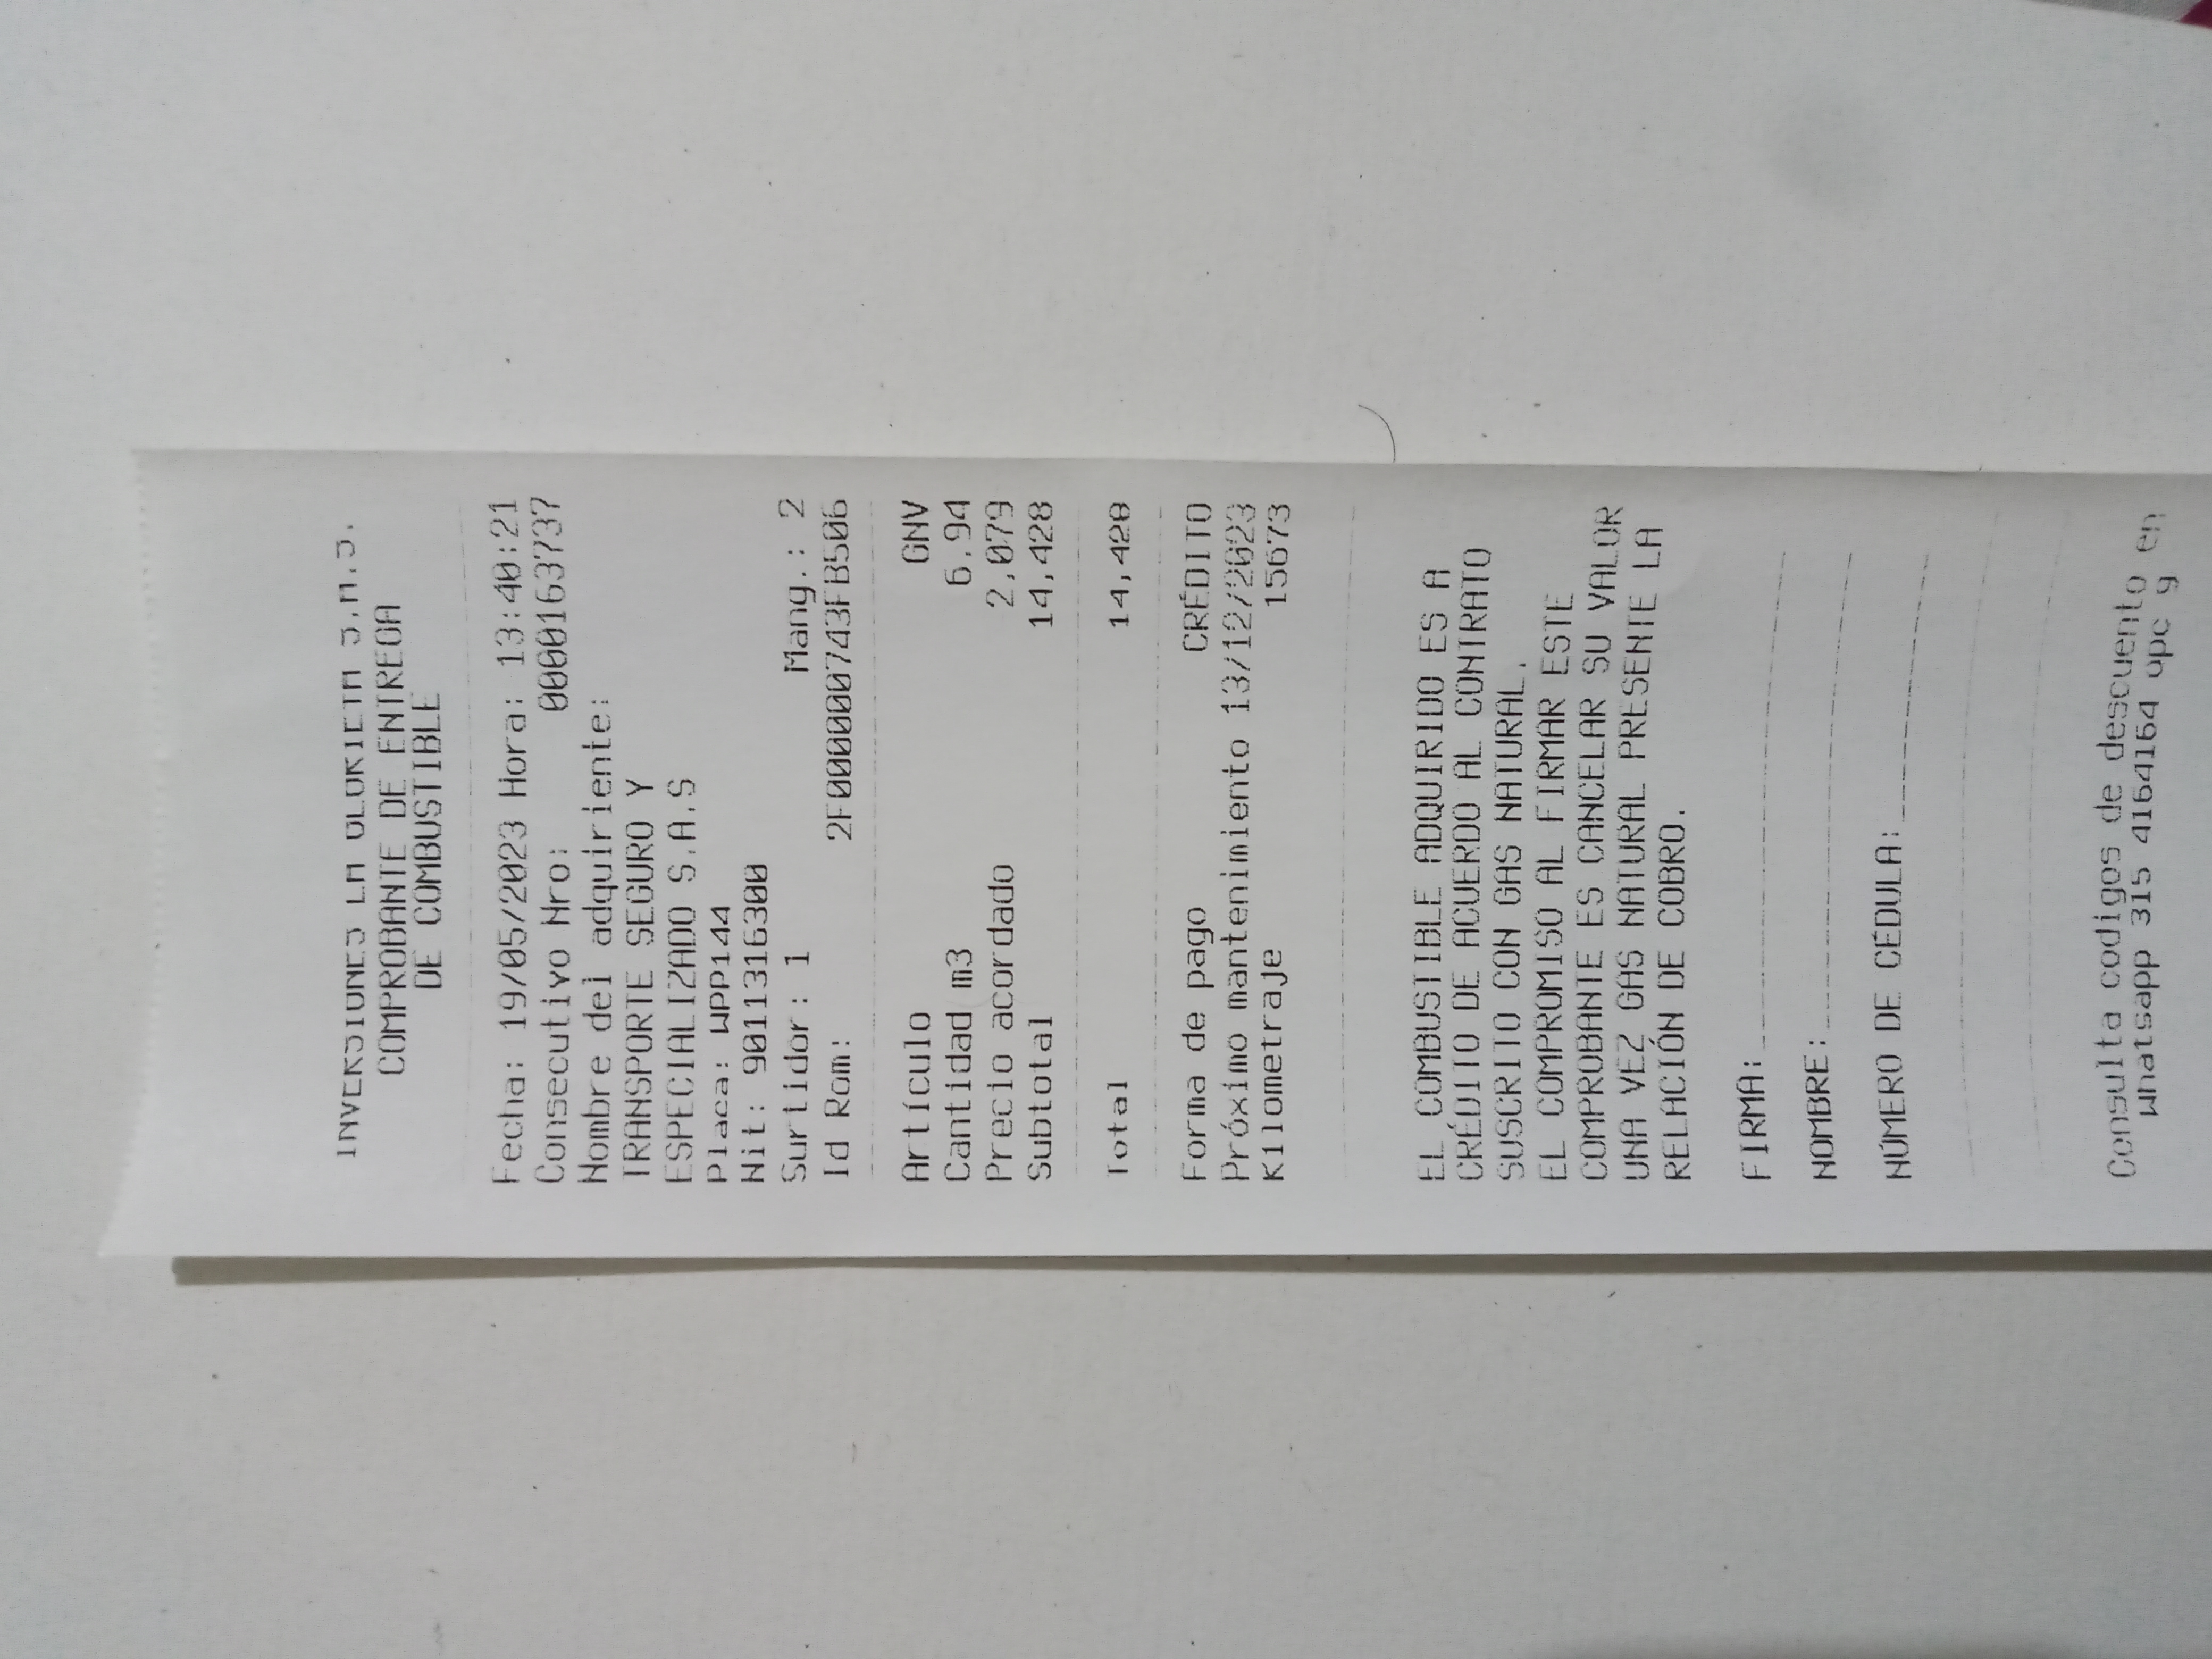 INVERSIONES LA GLORIETA S.A.S.
COMPROBANTE DE ENTREGA
DE COMBUSTIBLE
Fecha: 19/05/2023 Hora: 13:40:21
Consecutivo Nro: 0000163737
Nombre del adquiriente:
TRANSPORTE SEGURO Y
ESPECIALIZADO S.A.S
Placa: WPP144
Nit: 9011316300
Surtidor: 1 Mang.: 2
Id Rom: 2F00000743FB506
Artículo GNV
Cantidad m3 6.94
Precio acordado 2,079
Subtotal 14,428
Total 14,428
Forma de pago CRÉDITO
Próximo mantenimiento 13/12/2023
Kilometraje 15673
EL COMBUSTIBLE ADQUIRIDO ES A
CRÉDITO DE ACUERDO AL CONTRATO
SUSCRITO CON GAS NATURAL.
EL COMPROMISO AL FIRMAR ESTE
COMPROBANTE ES CANCELAR SU VALOR
UNA VEZ GAS NATURAL PRESENTE LA
RELACIÓN DE COBRO.
FIRMA:
NOMBRE:
NÚMERO DE CÉDULA:
Consulta codigos de descuento en
Whatsapp 315 4164164 opc 9